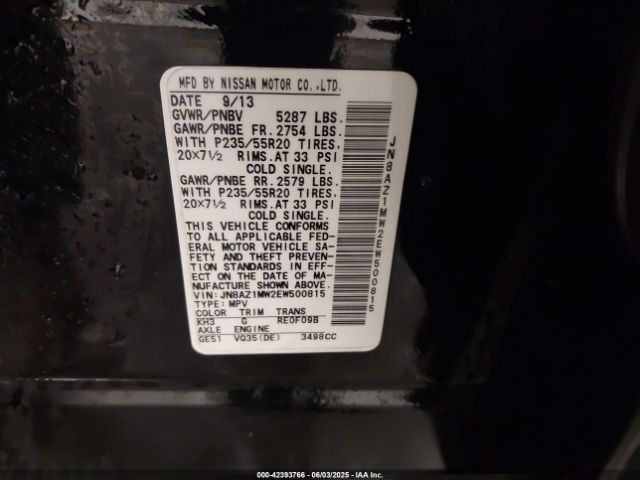 MFD BY NISSAN MOTOR CO.,LTD.
DATE 9/13
GVWR/PNBV 5287 LBS.
GAWR/PNBE FR. 2754 LBS.
WITH P235/55R20 TIRES.
20X7½ RIMS.AT 33 PSI
COLD SINGLE.
GAWR/PNBE RR. 2579 LBS.
WITH P235/55R20 TIRES.
20X7½ RIMS.AT 33 PSI
COLD SINGLE.
THIS VEHICLE CONFORMS
TO ALL APPLICABLE FED-
ERAL MOTOR VEHICLE SA-
FETY AND THEFT PREVEN-
TION STANDARDS IN EFF-
ECT ON THE DATE OF MA-
NUFACTURE SHOWN ABOVE.
VIN: JN8AZ1MW2EW500815
TYPE: MPV
COLOR TRIM TRANS
KH3 G RE0F09B
AXLE ENGINE
GE51 VQ35(DE) 3498CC
JN8AZ1MW2EW500815
000-42393766 - 06/03/2025 - IAA Inc.